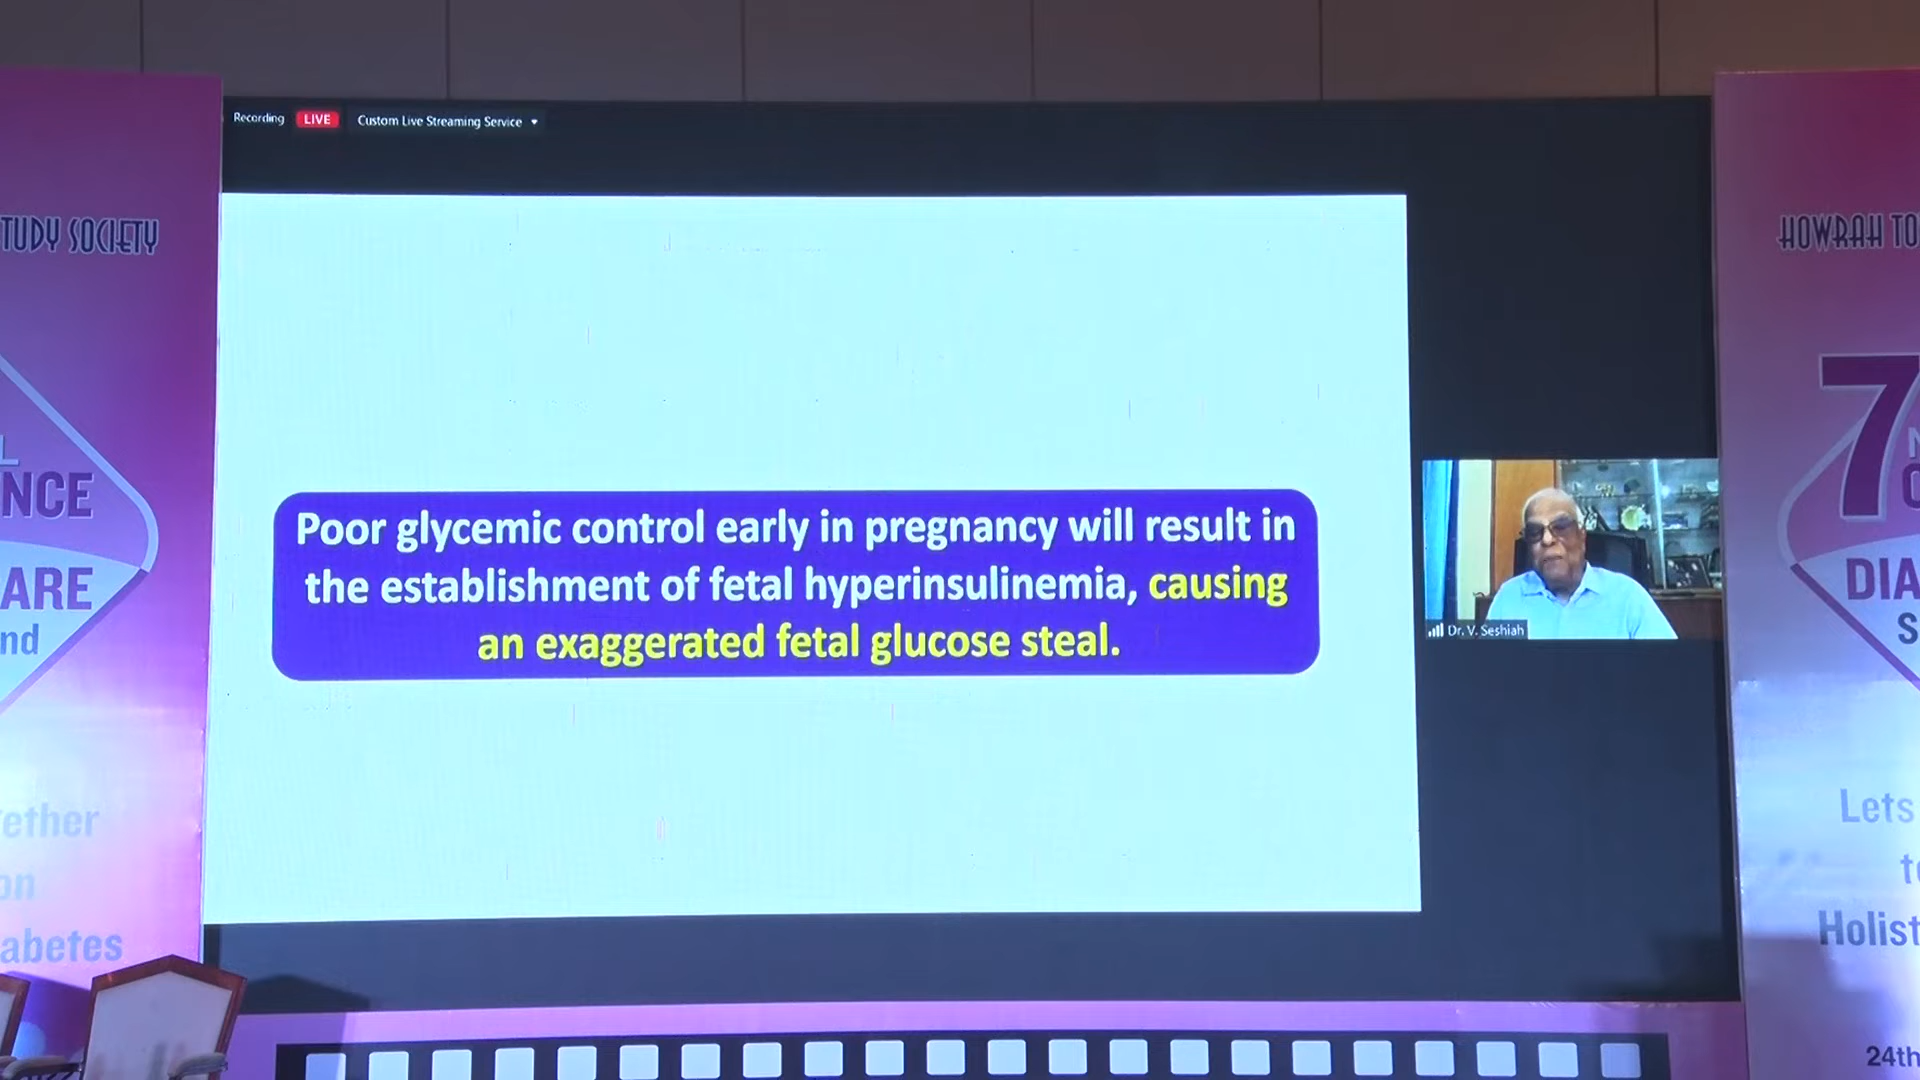 Recording LIVE Custom Live Streaming Service
TUDY SOCIETY
NCE
ARE
nd
ether
on
abetes
Poor glycemic control early in pregnancy will result in
the establishment of fetal hyperinsulinemia, causing
an exaggerated fetal glucose steal.
Dr. V. Seshiah
HOWRAH TO
7
DIA
S
Lets
to
Holist
24th